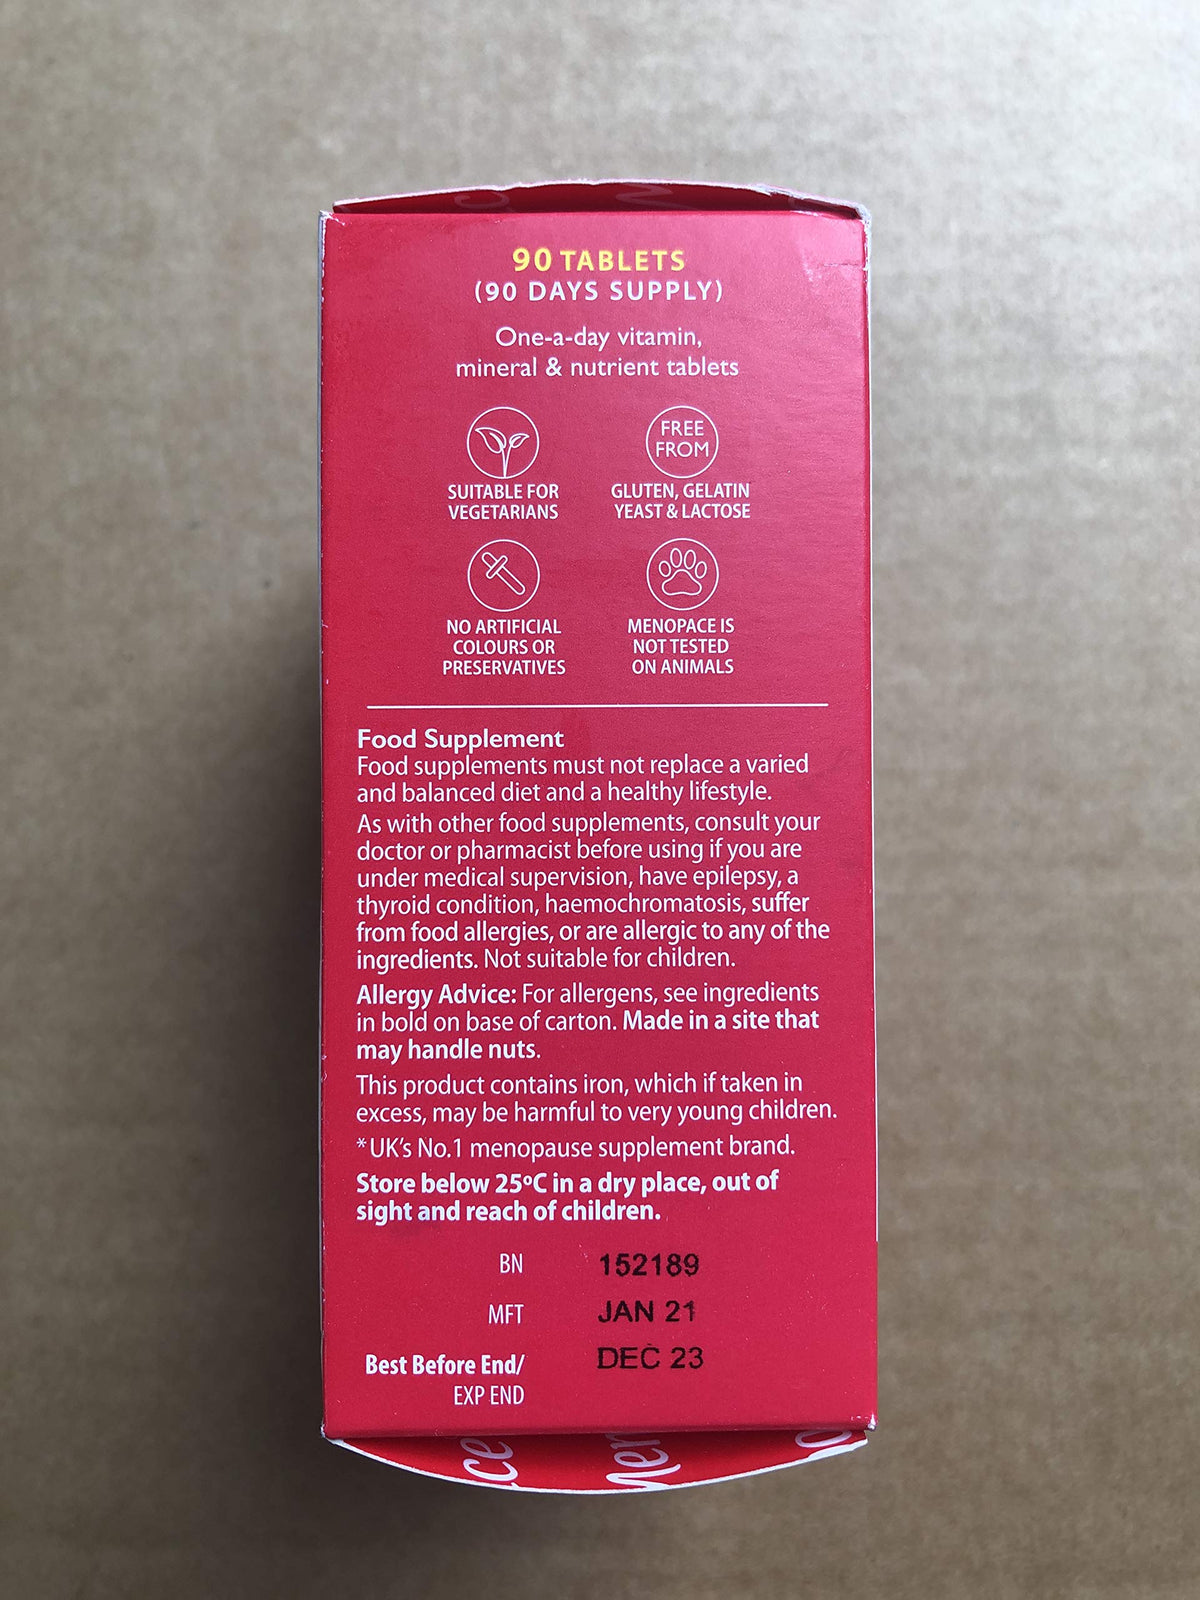 90 TABLETS
(90 DAYS SUPPLY)
One-a-day vitamin,
mineral & nutrient tablets
SUITABLE FOR
VEGETARIANS
FREE
FROM
GLUTEN, GELATIN
YEAST & LACTOSE
NO ARTIFICIAL
COLOURS OR
PRESERVATIVES
MENOPACE IS
NOT TESTED
ON ANIMALS
Food Supplement
Food supplements must not replace a varied
and balanced diet and a healthy lifestyle.
As with other food supplements, consult your
doctor or pharmacist before using if you are
under medical supervision, have epilepsy, a
thyroid condition, haemochromatosis, suffer
from food allergies, or are allergic to any of the
ingredients. Not suitable for children.
Allergy Advice: For allergens, see ingredients
in bold on base of carton. Made in a site that
may handle nuts.
This product contains iron, which if taken in
excess, may be harmful to very young children.
*UK's No.1 menopause supplement brand.
Store below 25ºC in a dry place, out of
sight and reach of children.
BN 152189
MFT JAN 21
Best Before End/ DEC 23
EXP END